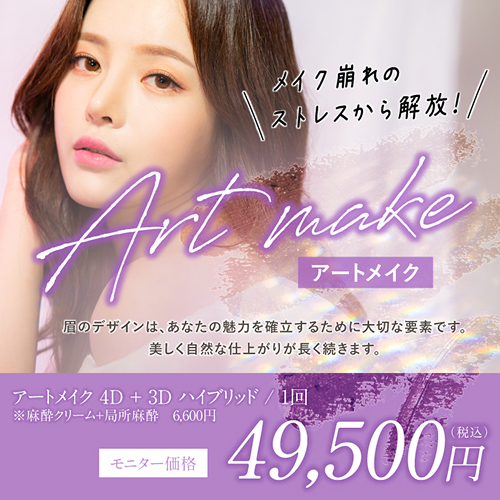 メイク崩れの
ストレスから解放！
Art make
アートメイク
眉のデザインは、あなたの魅力を確立するために大切な要素です。
美しく自然な仕上がりが長く続きます。
アートメイク 4D + 3D ハイブリッド / 1回
※麻酔クリーム+局所麻酔　6,600円
モニター価格
49,500円
（税込）